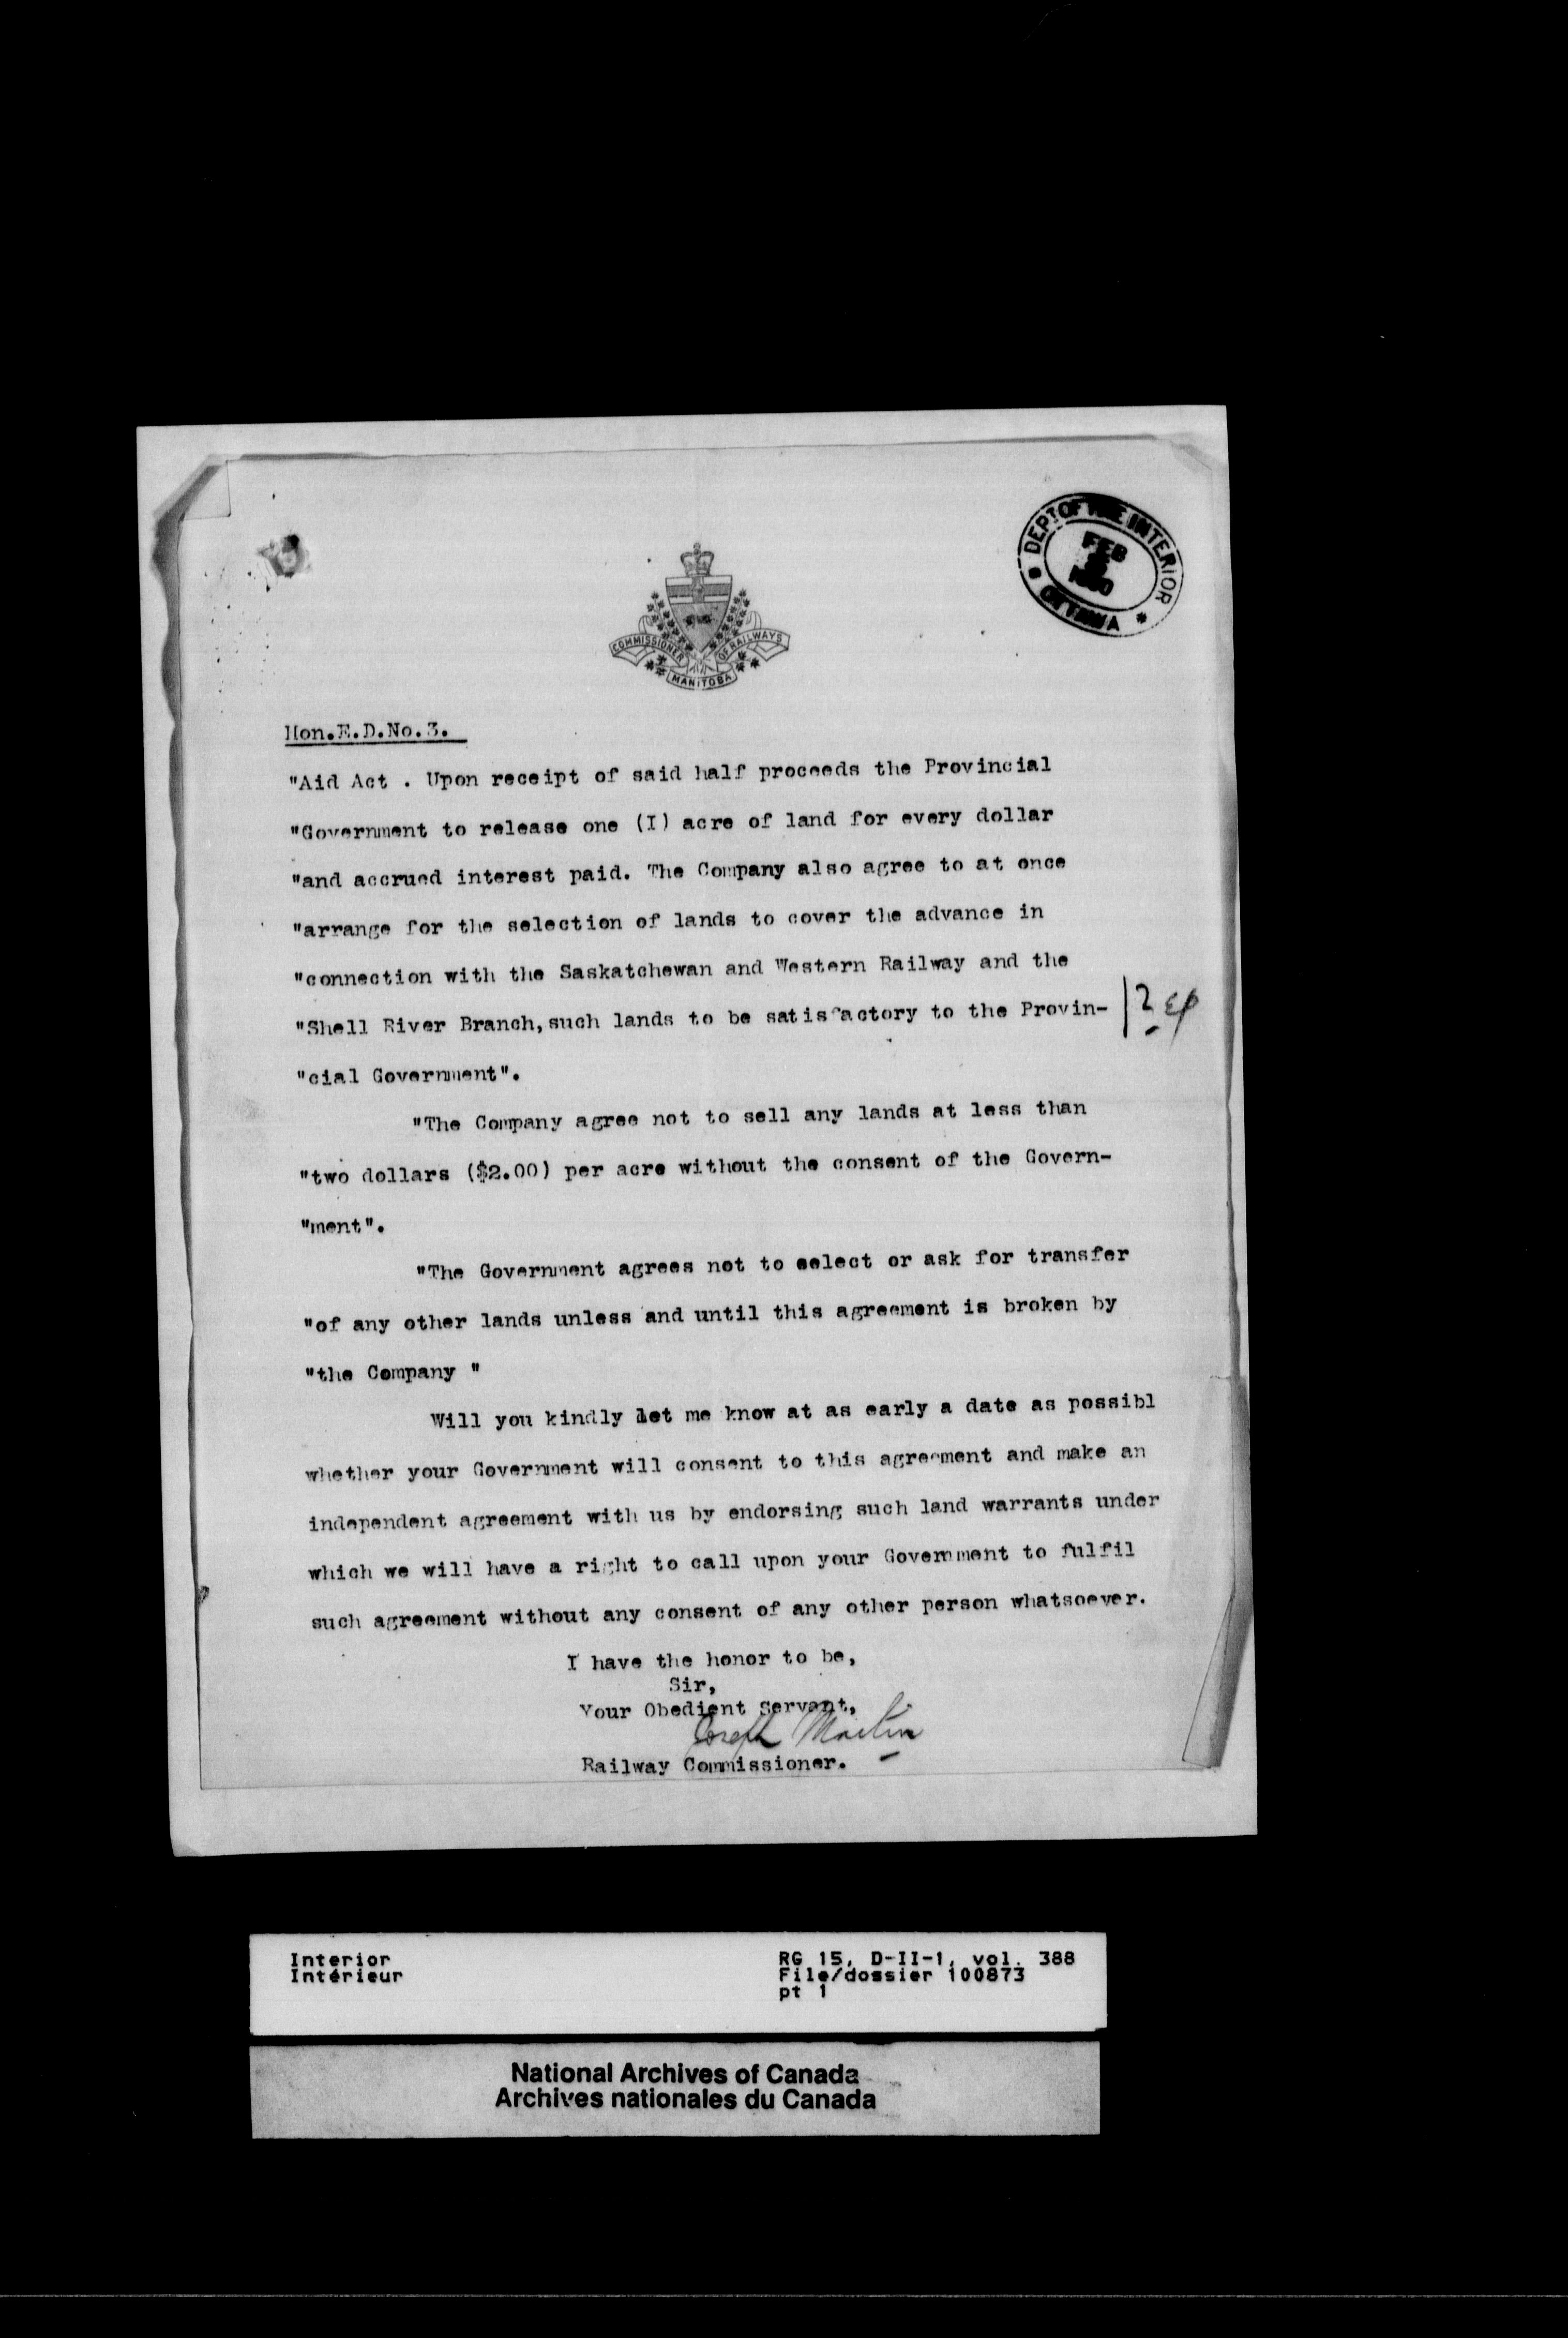 DEPT OF THE INTERIOR
FEB
OTTAWA
COMMISSIONER OF RAILWAYS
MANITOBA
Hon.E.D.No.3.
"Aid Act . Upon receipt of said half proceeds the Provincial
"Government to release one (I) acre of land for every dollar
"and accrued interest paid. The Company also agree to at once
"arrange for the selection of lands to cover the advance in
"connection with the Saskatchewan and Western Railway and the
"Shell River Branch,such lands to be satisfactory to the Provin-
"cial Government".
"The Company agree not to sell any lands at less than
"two dollars ($2.00) per acre without the consent of the Govern-
"ment".
"The Government agrees not to select or ask for transfer
"of any other lands unless and until this agreement is broken by
"the Company "
Will you kindly let me know at as early a date as possibl
whether your Government will consent to this agreement and make an
independent agreement with us by endorsing such land warrants under
which we will have a right to call upon your Government to fulfil
such agreement without any consent of any other person whatsoever.
I have the honor to be,
Sir,
Your Obedient Servant,
Joseph Martin
Railway Commissioner.
Interior
Intérieur
RG 15, D-II-1, vol. 388
File/dossier 100873
pt 1
National Archives of Canada
Archives nationales du Canada